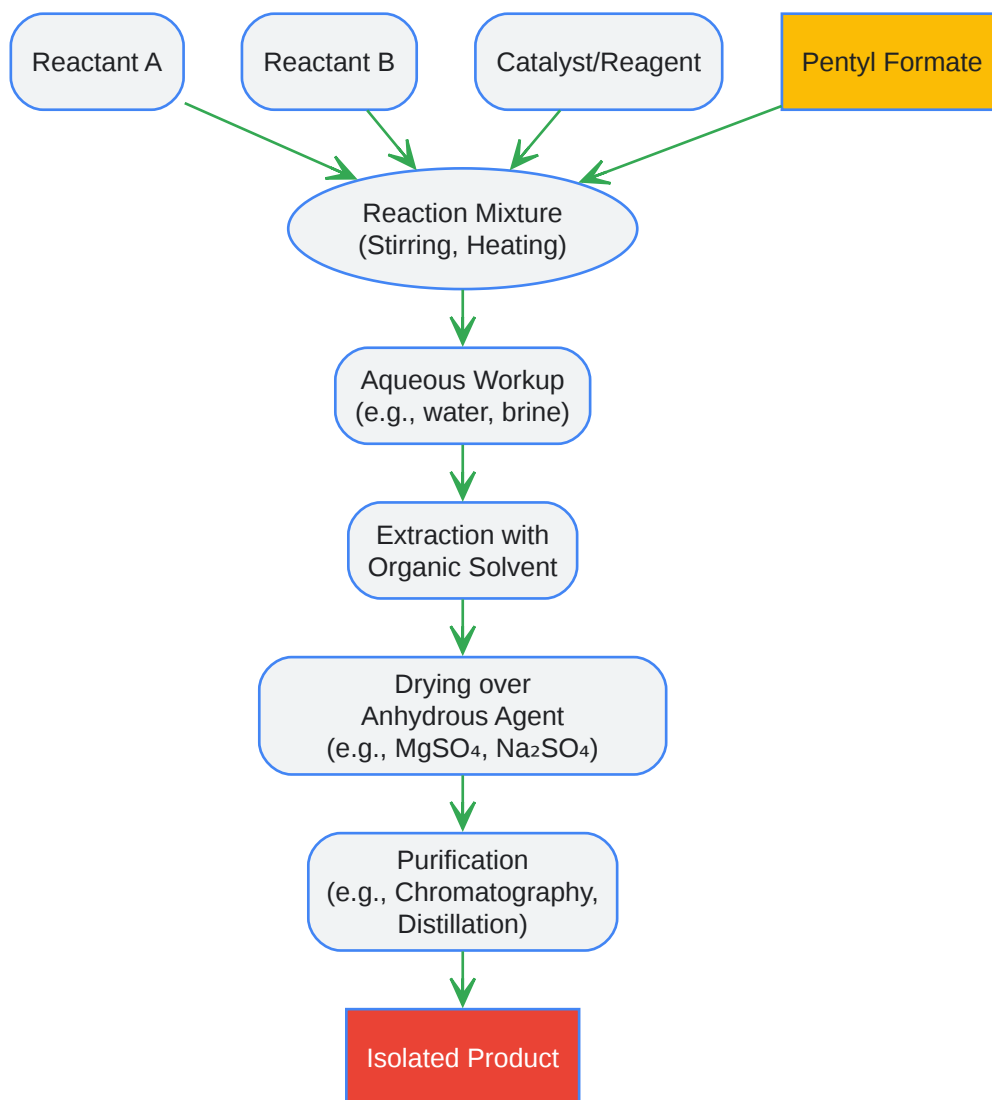 Reactant A
Reactant B
Catalyst/Reagent
Pentyl Formate
Reaction Mixture
(Stirring, Heating)
Aqueous Workup
(e.g., water, brine)
Extraction with
Organic Solvent
Drying over
Anhydrous Agent
(e.g., MgSO₄, Na₂SO₄)
Purification
(e.g., Chromatography,
Distillation)
Isolated Product